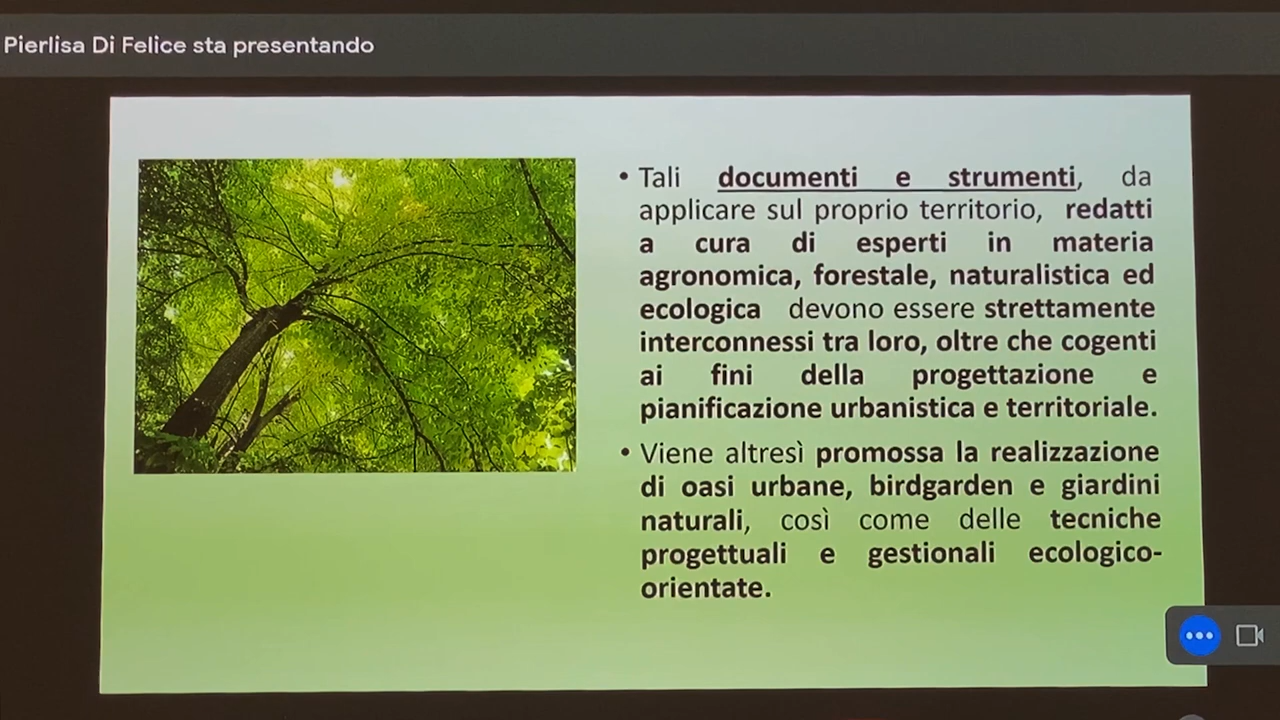 Pierlisa Di Felice sta presentando
• Tali documenti e strumenti, da
applicare sul proprio territorio, redatti
a cura di esperti in materia
agronomica, forestale, naturalistica ed
ecologica devono essere strettamente
interconnessi tra loro, oltre che cogenti
ai fini della progettazione e
pianificazione urbanistica e territoriale.
• Viene altresì promossa la realizzazione
di oasi urbane, birdgarden e giardini
naturali, così come delle tecniche
progettuali e gestionali ecologico-
orientate.